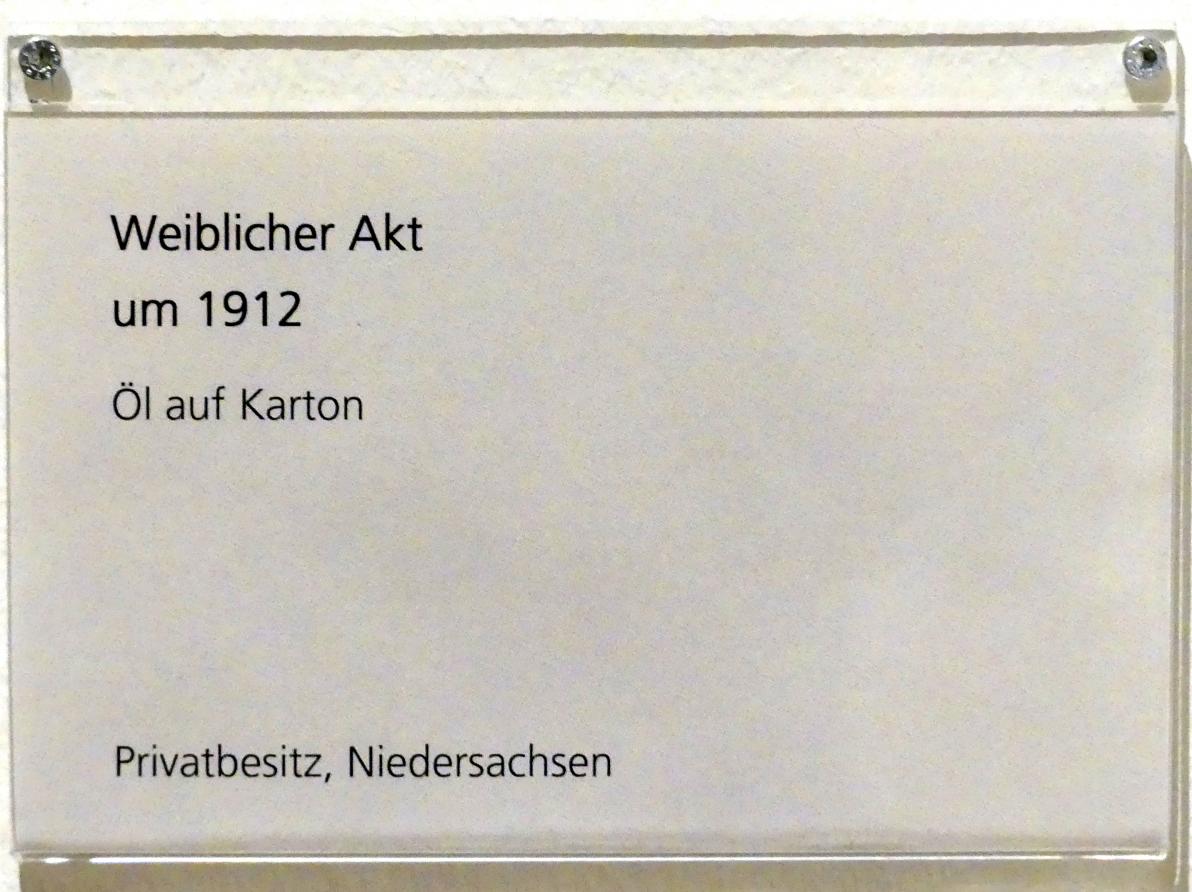 Weiblicher Akt
um 1912
Öl auf Karton
Privatbesitz, Niedersachsen